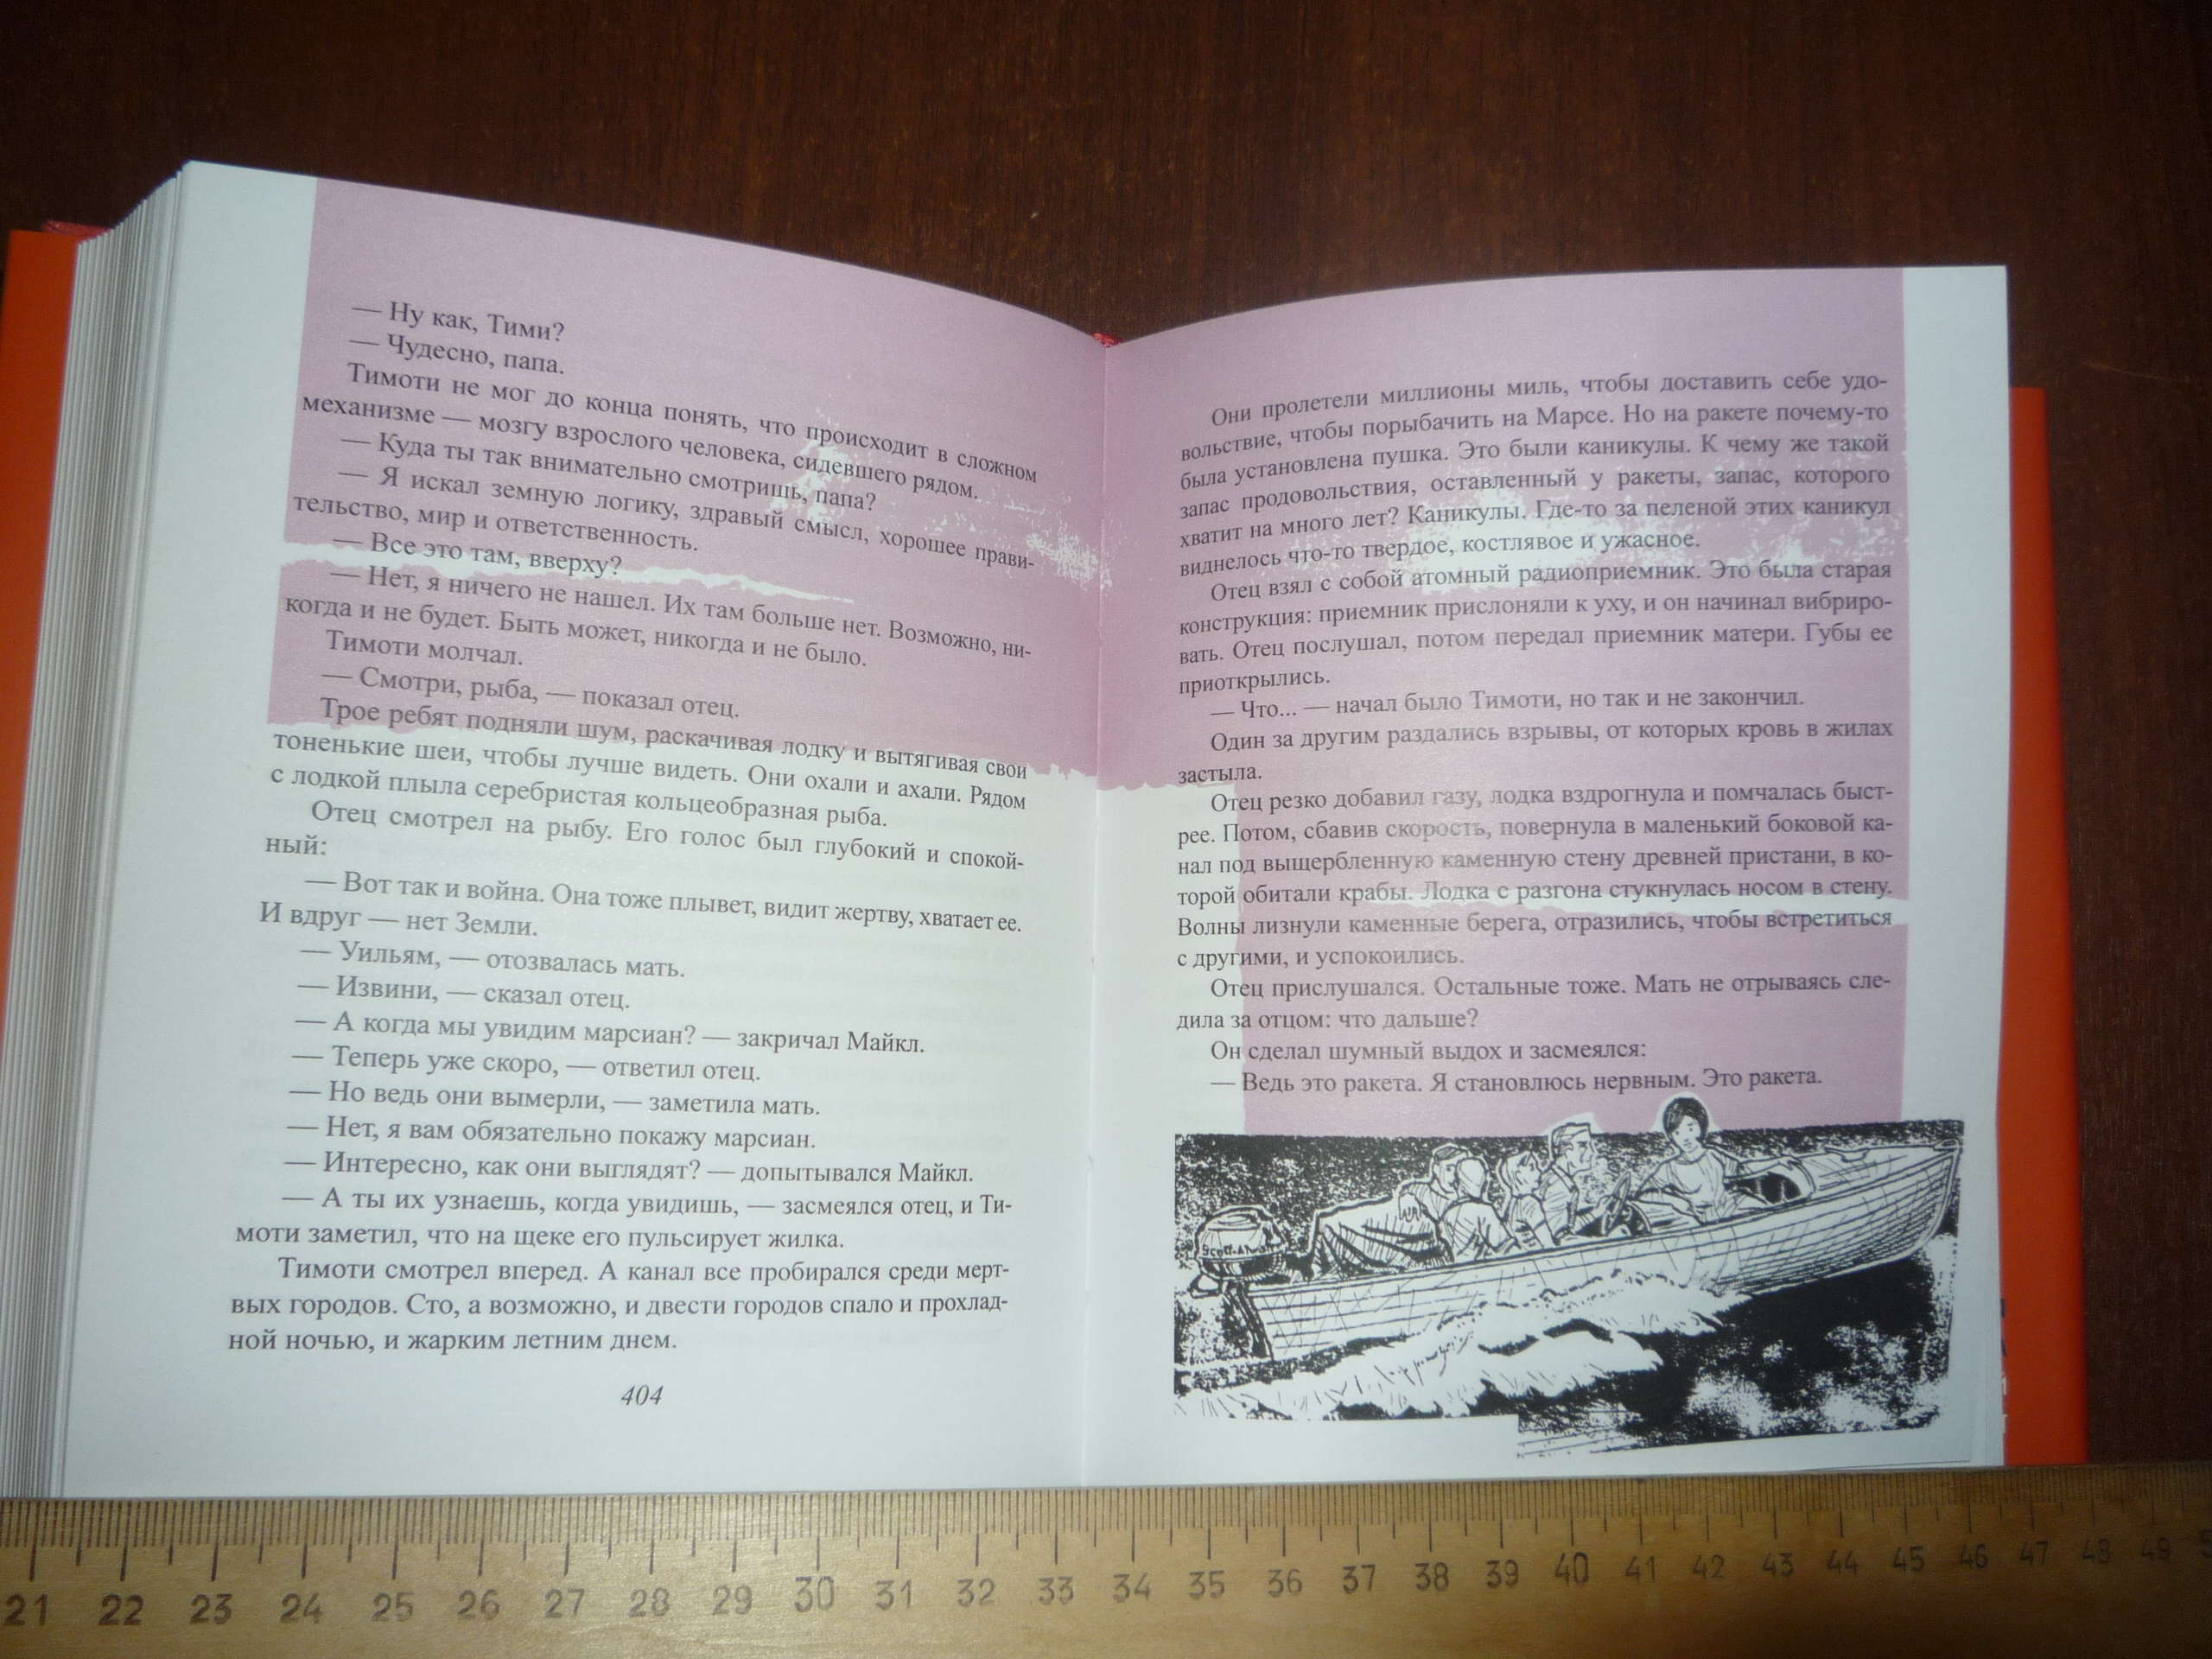 — Ну как, Тими?
— Чудесно, папа.
Тимоти не мог до конца понять, что происходит в сложном
механизме — мозгу взрослого человека, сидевшего рядом.
— Куда ты так внимательно смотришь, папа?
— Я искал земную логику, здравый смысл, хорошее прави-
тельство, мир и ответственность.
— Все это там, вверху?
— Нет, я ничего не нашел. Их там больше нет. Возможно, ни-
когда и не будет. Быть может, никогда и не было.
Тимоти молчал.
— Смотри, рыба, — показал отец.
Трое ребят подняли шум, раскачивая лодку и вытягивая свои
тоненькие шеи, чтобы лучше видеть. Они охали и ахали. Рядом
с лодкой плыла серебристая кольцеобразная рыба.
Отец смотрел на рыбу. Его голос был глубокий и спокой-
ный:
— Вот так и война. Она тоже плывет, видит жертву, хватает ее.
И вдруг — нет Земли.
— Уильям, — отозвалась мать.
— Извини, — сказал отец.
— А когда мы увидим марсиан? — закричал Майкл.
— Теперь уже скоро, — ответил отец.
— Но ведь они вымерли, — заметила мать.
— Нет, я вам обязательно покажу марсиан.
— Интересно, как они выглядят? — допытывался Майкл.
— А ты их узнаешь, когда увидишь, — засмеялся отец, и Ти-
моти заметил, что на щеке его пульсирует жилка.
Тимоти смотрел вперед. А канал все пробирался среди мерт-
вых городов. Сто, а возможно, и двести городов спало и прохлад-
ной ночью, и жарким летним днем.
404
Они пролетели миллионы миль, чтобы доставить себе удо-
вольствие, чтобы порыбачить на Марсе. Но на ракете почему-то
была установлена пушка. Это были каникулы. К чему же такой
запас продовольствия, оставленный у ракеты, запас, которого
хватит на много лет? Каникулы. Где-то за пеленой этих каникул
виднелось что-то твердое, костлявое и ужасное.
Отец взял с собой атомный радиоприемник. Это была старая
конструкция: приемник прислоняли к уху, и он начинал вибриро-
вать. Отец послушал, потом передал приемник матери. Губы ее
приоткрылись.
— Что... — начал было Тимоти, но так и не закончил.
Один за другим раздались взрывы, от которых кровь в жилах
застыла.
Отец резко добавил газу, лодка вздрогнула и помчалась быст-
рее. Потом, сбавив скорость, повернула в маленький боковой ка-
нал под выщербленную каменную стену древней пристани, в ко-
торой обитали крабы. Лодка с разгона стукнулась носом в стену.
Волны лизнули каменные берега, отразились, чтобы встретиться
с другими, и успокоились.
Отец прислушался. Остальные тоже. Мать не отрываясь сле-
дила за отцом: что дальше?
Он сделал шумный выдох и засмеялся:
— Ведь это ракета. Я становлюсь нервным. Это ракета.
21 22 23 24 25 26 27 28 29 30 31 32 33 34 35 36 37 38 39 40 41 42 43 44 45 46 47 48 49